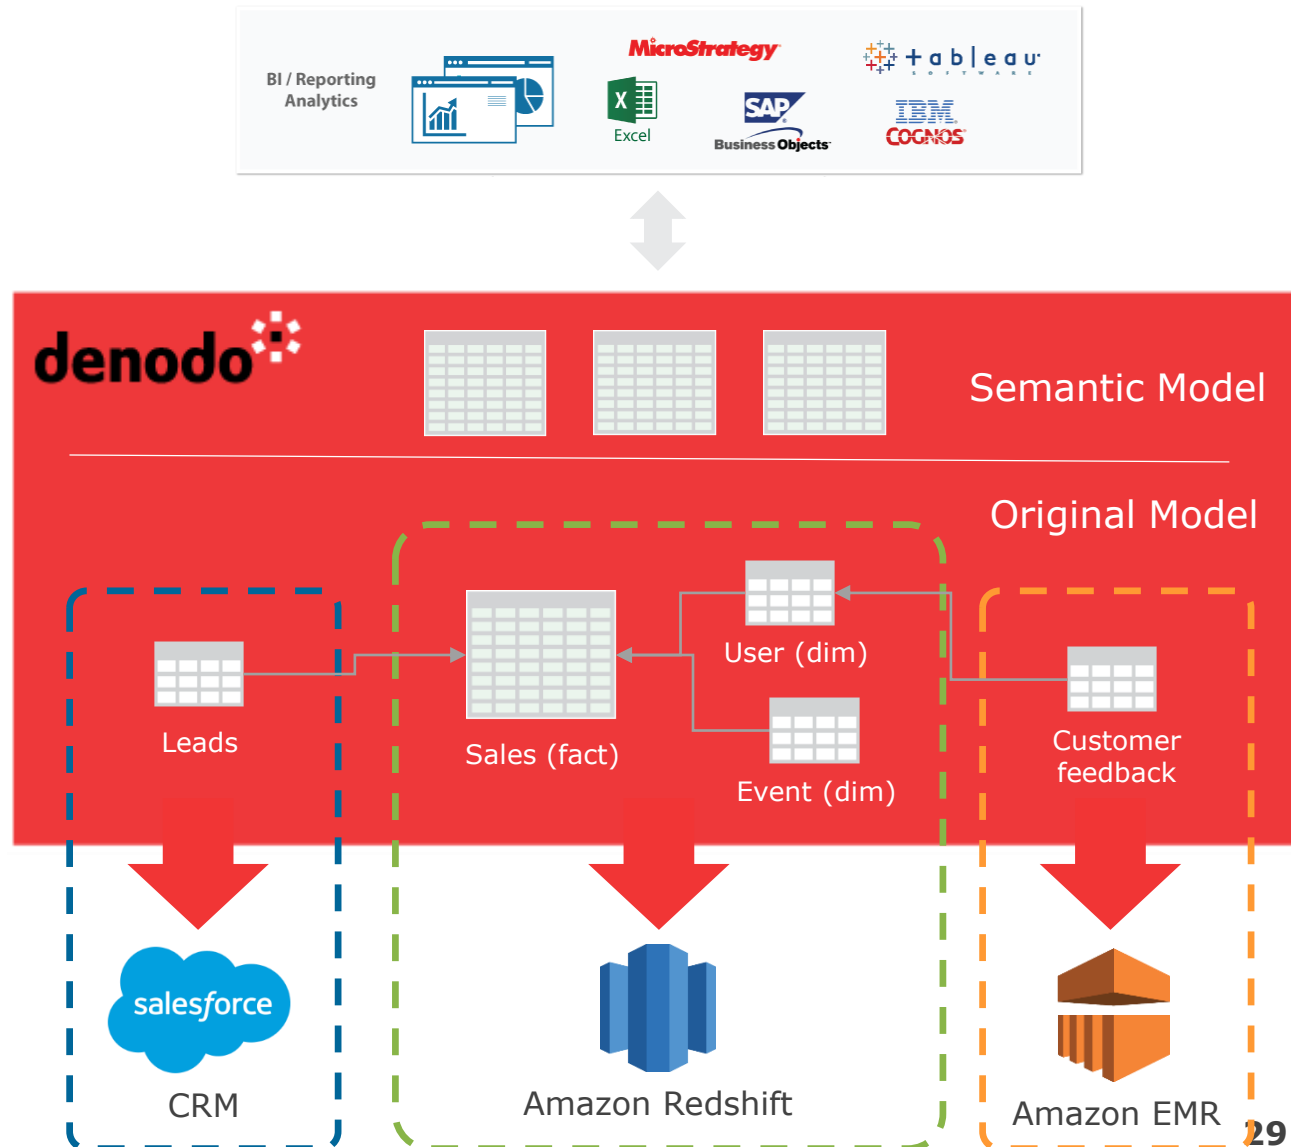 BI / Reporting
Analytics
MicroStrategy
tableau
SOFTWARE
X
Excel
SAP
Business Objects
IBM
COGNOS
denodo
Semantic Model
Original Model
User (dim)
Leads
Sales (fact)
Event (dim)
Customer
feedback
salesforce
CRM
Amazon Redshift
Amazon EMR
29